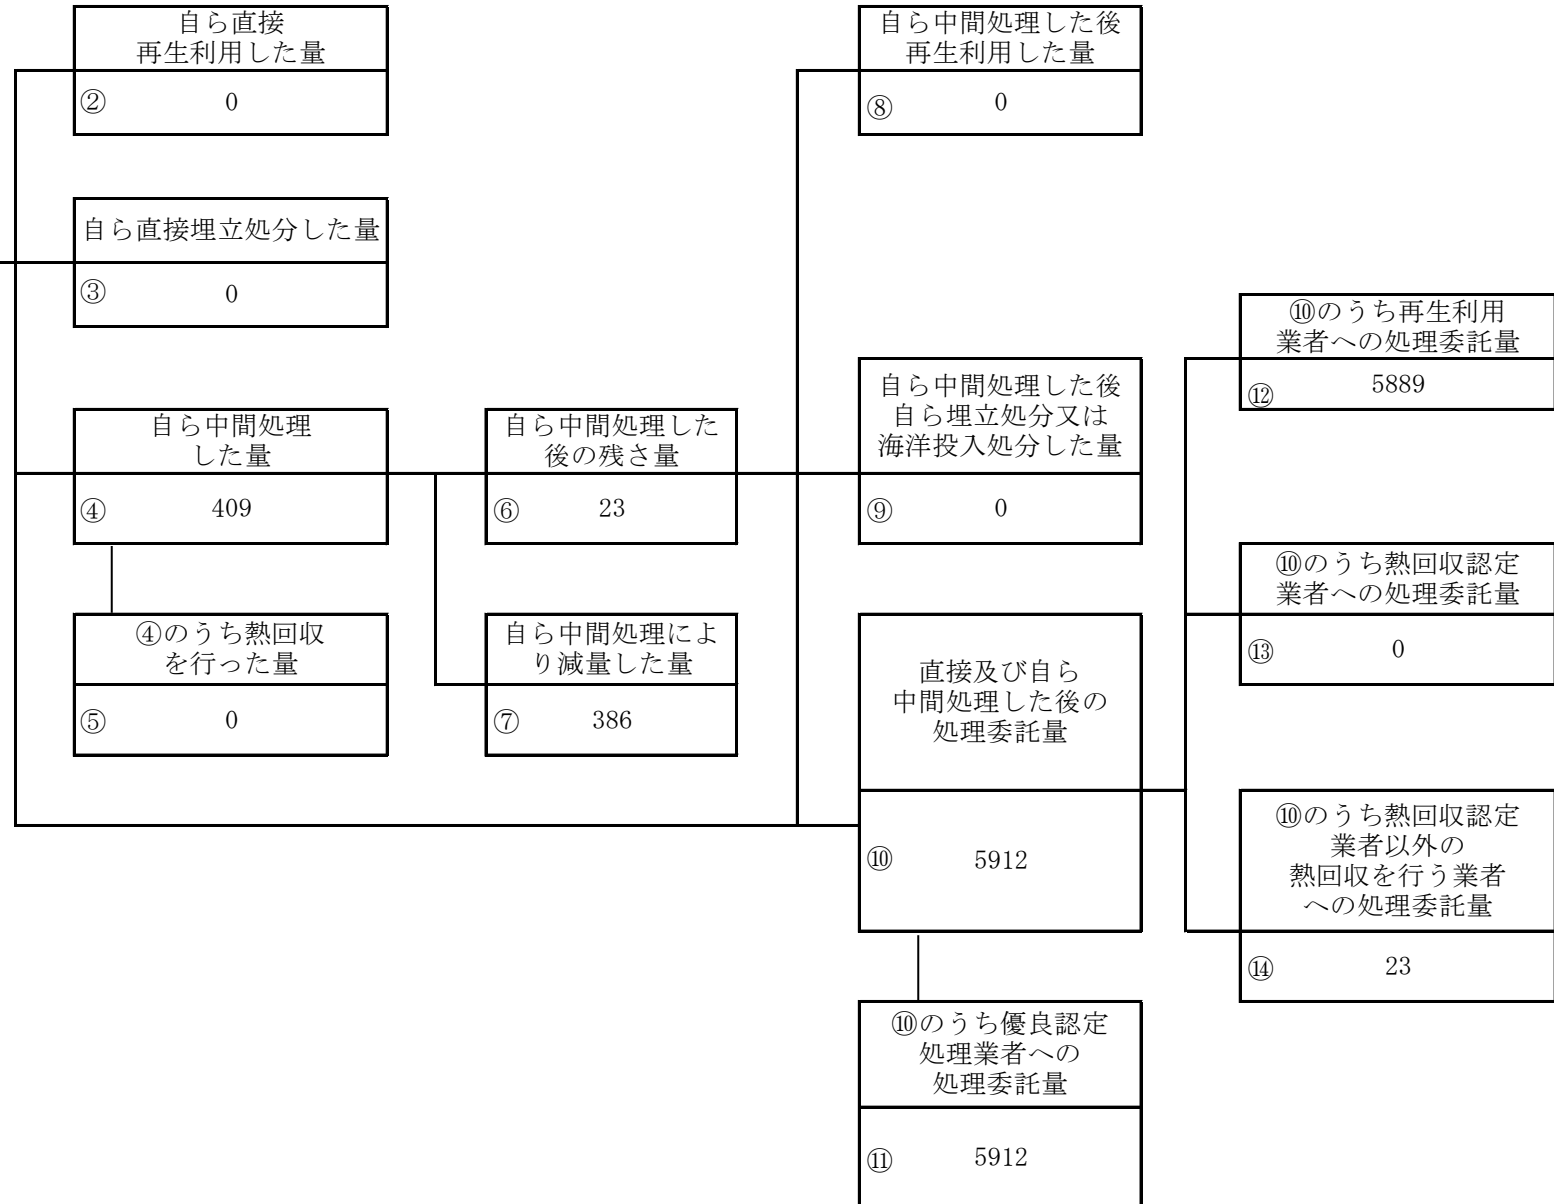 自ら直接
再生利用した量
② 0
自ら直接埋立処分した量
③ 0
自ら中間処理
した量
④ 409
④のうち熱回収
を行った量
⑤ 0
自ら中間処理した
後の残さ量
⑥ 23
自ら中間処理によ
り減量した量
⑦ 386
自ら中間処理した後
再生利用した量
⑧ 0
自ら中間処理した後
自ら埋立処分又は
海洋投入処分した量
⑨ 0
直接及び自ら
中間処理した後の
処理委託量
⑩ 5912
⑩のうち優良認定
処理業者への
処理委託量
⑪ 5912
⑩のうち再生利用
業者への処理委託量
⑫ 5889
⑩のうち熱回収認定
業者への処理委託量
⑬ 0
⑩のうち熱回収認定
業者以外の
熱回収を行う業者
への処理委託量
⑭ 23